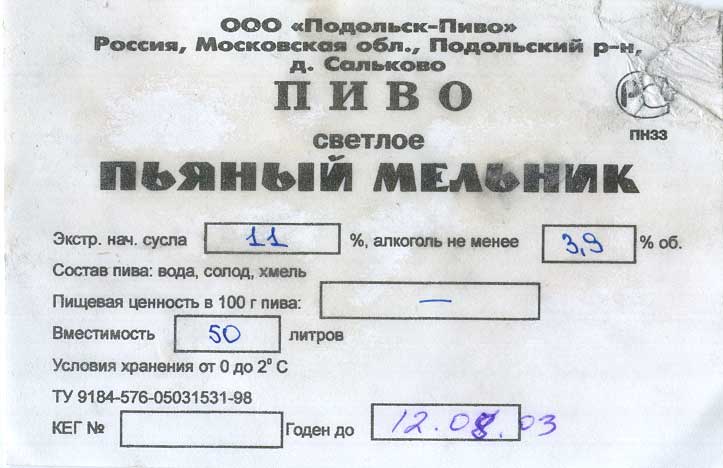 ООО «Подольск-Пиво»
Россия, Московская обл., Подольский р-н,
д. Сальково
ПИВО
РС
ПН33
светлое
ПЬЯНЫЙ МЕЛЬНИК
Экстр. нач. сусла 11 %, алкоголь не менее 3,9 % об.
Состав пива: вода, солод, хмель
Пищевая ценность в 100 г пива: —
Вместимость 50 литров
Условия хранения от 0 до 2⁰ С
ТУ 9184-576-05031531-98
КЕГ № Годен до 12.08.03